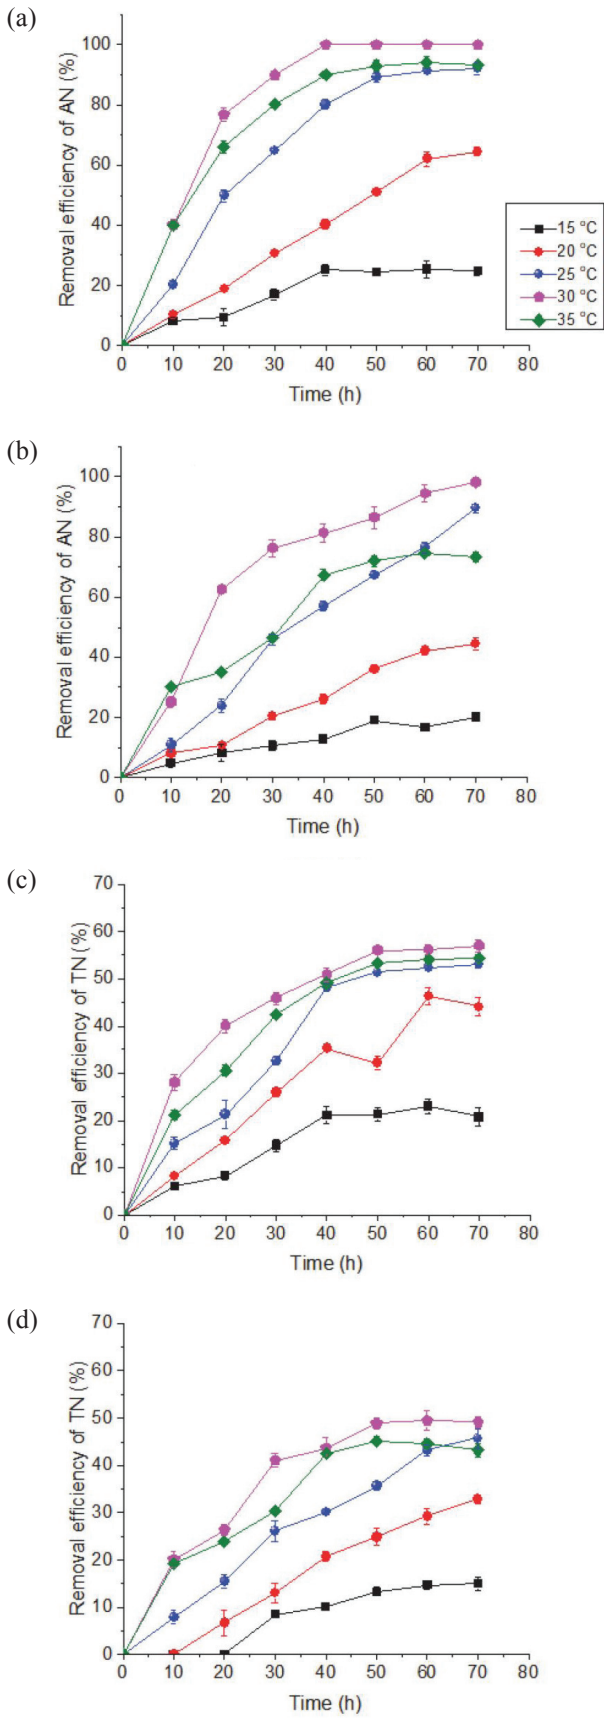 (a)
100
80
60
40
20
0
Removal efficiency of AN (%)
0 10 20 30 40 50 60 70 80
Time (h)
15 °C
20 °C
25 °C
30 °C
35 °C
(b)
100
80
60
40
20
0
Removal efficiency of AN (%)
0 10 20 30 40 50 60 70 80
Time (h)
(c)
70
60
50
40
30
20
10
0
Removal efficiency of TN (%)
0 10 20 30 40 50 60 70 80
Time (h)
(d)
70
60
50
40
30
20
10
0
Removal efficiency of TN (%)
0 10 20 30 40 50 60 70 80
Time (h)